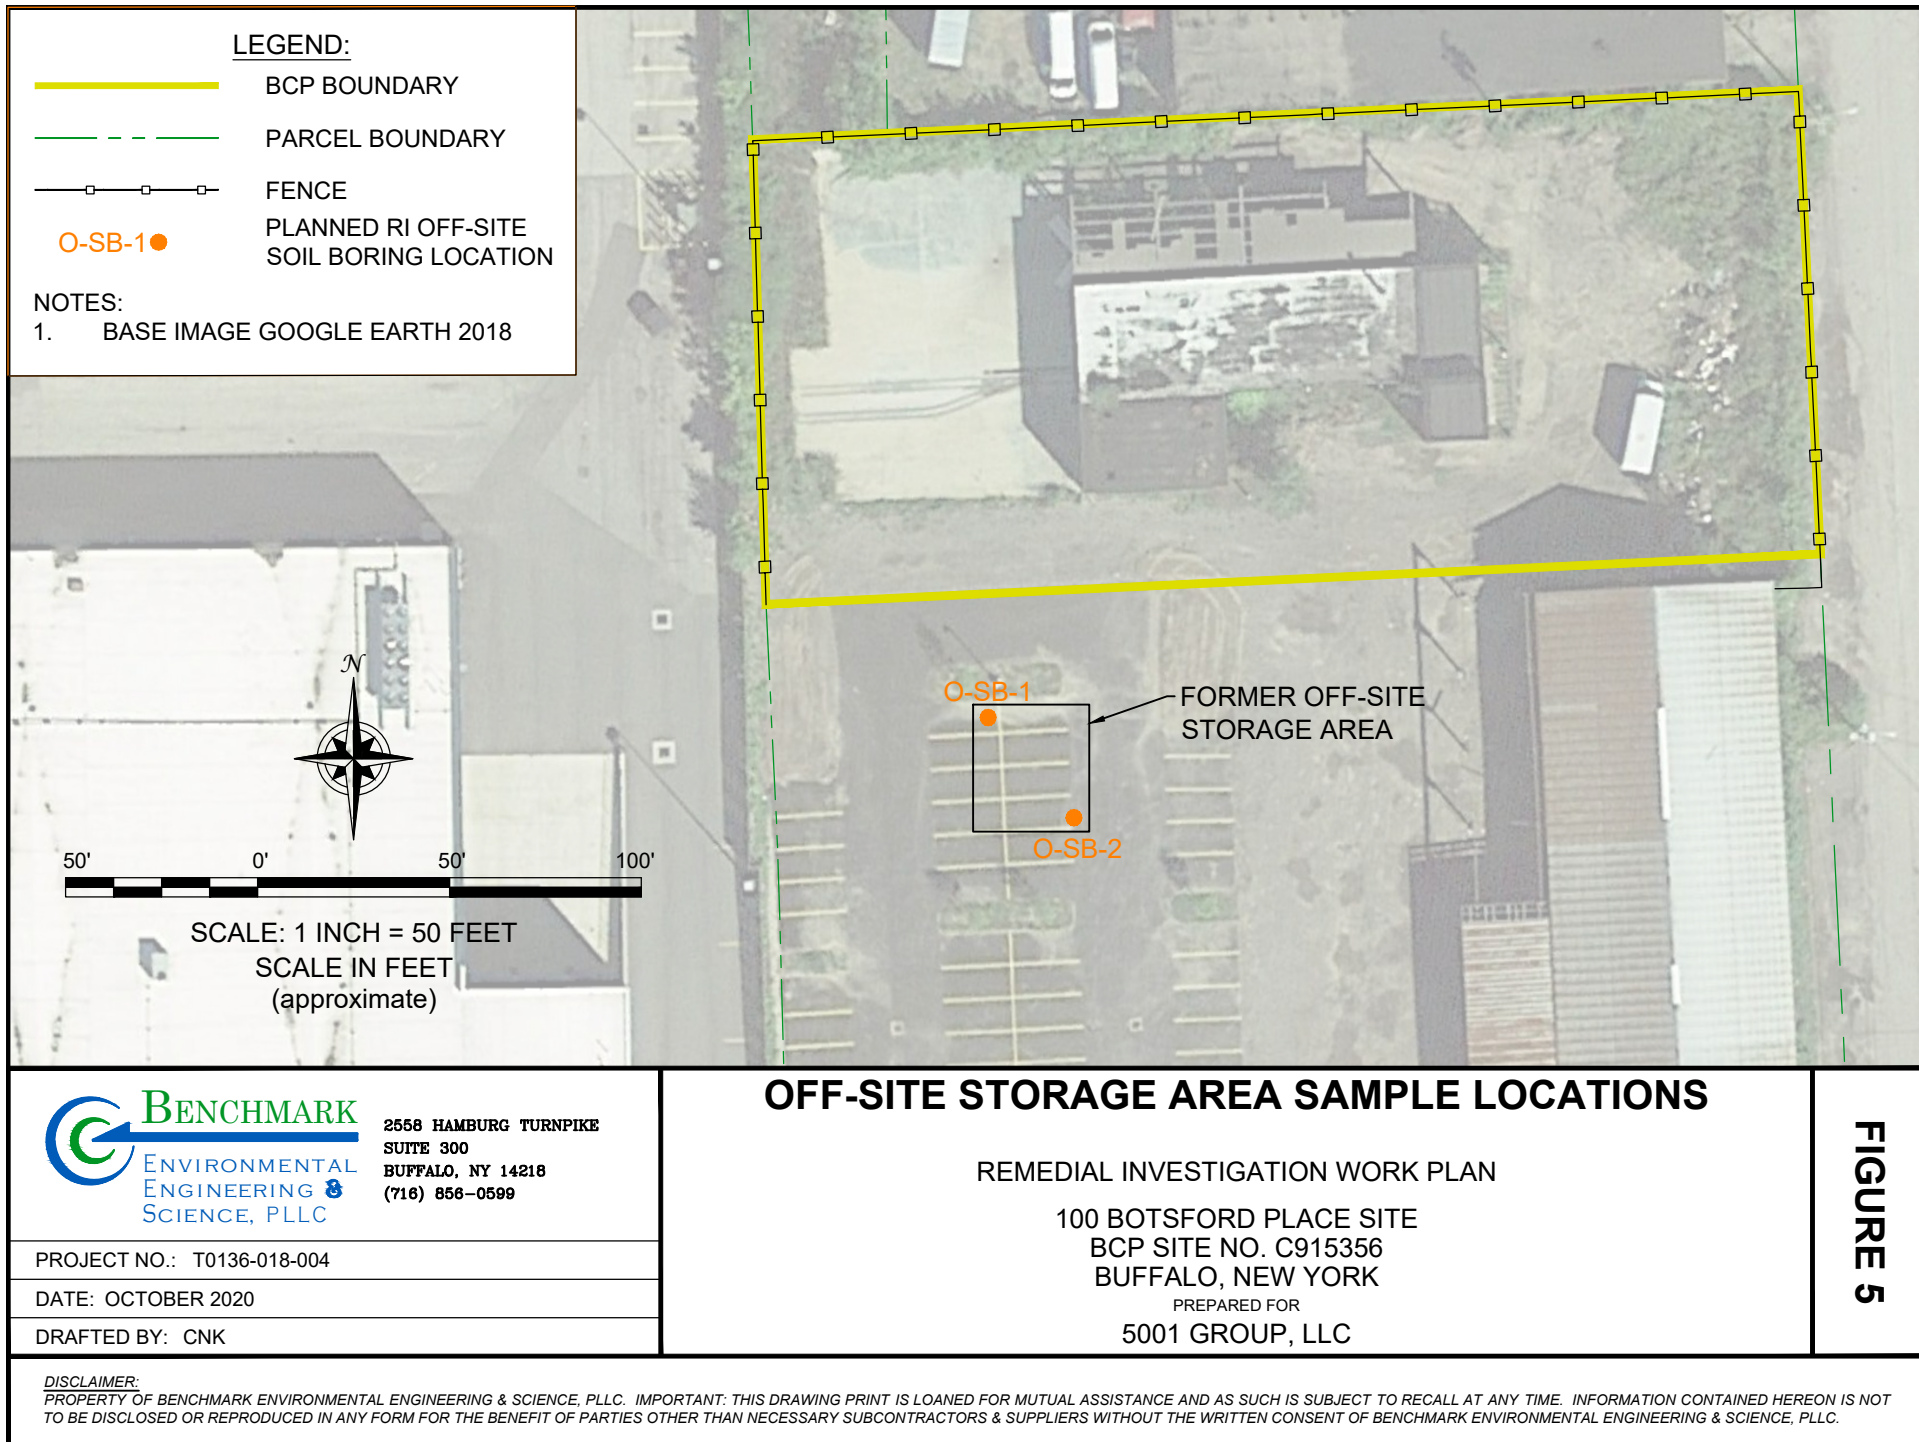 LEGEND:
BCP BOUNDARY
PARCEL BOUNDARY
FENCE
O-SB-1
PLANNED RI OFF-SITE
SOIL BORING LOCATION
NOTES:
1. BASE IMAGE GOOGLE EARTH 2018
N
50' 0' 50' 100'
SCALE: 1 INCH = 50 FEET
SCALE IN FEET
(approximate)
O-SB-1
FORMER OFF-SITE
STORAGE AREA
O-SB-2
BENCHMARK
ENVIRONMENTAL
ENGINEERING &
SCIENCE, PLLC
2558 HAMBURG TURNPIKE
SUITE 300
BUFFALO, NY 14218
(716) 856-0599
PROJECT NO.: T0136-018-004
DATE: OCTOBER 2020
DRAFTED BY: CNK
OFF-SITE STORAGE AREA SAMPLE LOCATIONS
REMEDIAL INVESTIGATION WORK PLAN
100 BOTSFORD PLACE SITE
BCP SITE NO. C915356
BUFFALO, NEW YORK
PREPARED FOR
5001 GROUP, LLC
FIGURE 5
DISCLAIMER:
PROPERTY OF BENCHMARK ENVIRONMENTAL ENGINEERING & SCIENCE, PLLC. IMPORTANT: THIS DRAWING PRINT IS LOANED FOR MUTUAL ASSISTANCE AND AS SUCH IS SUBJECT TO RECALL AT ANY TIME. INFORMATION CONTAINED HEREON IS NOT
TO BE DISCLOSED OR REPRODUCED IN ANY FORM FOR THE BENEFIT OF PARTIES OTHER THAN NECESSARY SUBCONTRACTORS & SUPPLIERS WITHOUT THE WRITTEN CONSENT OF BENCHMARK ENVIRONMENTAL ENGINEERING & SCIENCE, PLLC.